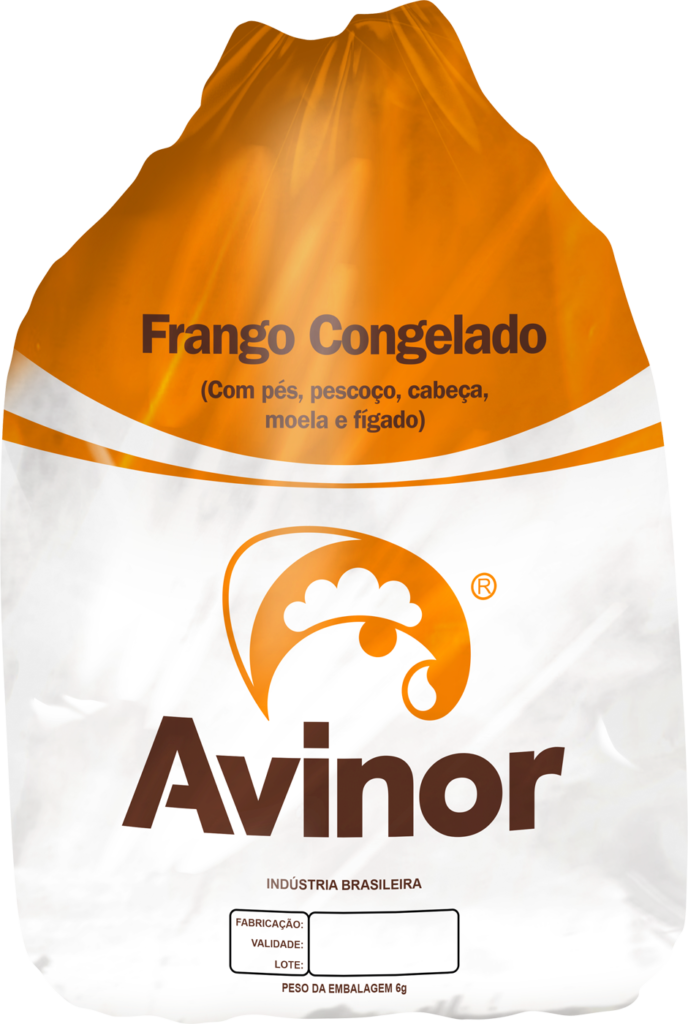 Frango Congelado
(Com pés, pescoço, cabeça,
moela e fígado)
®
Avinor
INDÚSTRIA BRASILEIRA
FABRICAÇÃO:
VALIDADE:
LOTE:
PESO DA EMBALAGEM 6g